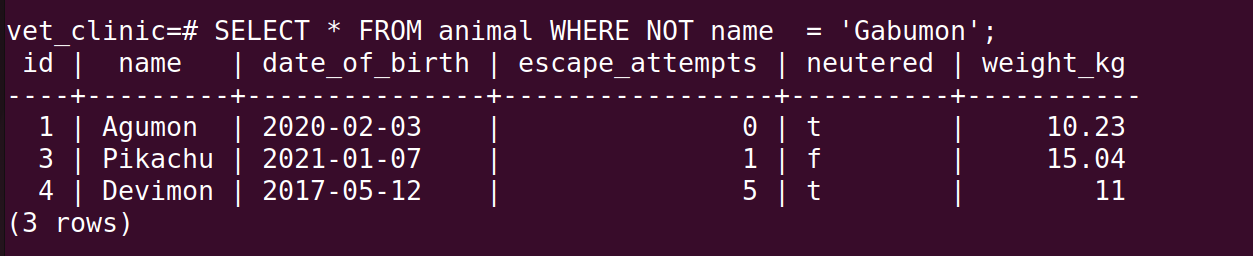 vet_clinic=# SELECT * FROM animal WHERE NOT name  = 'Gabumon';
 id |  name   | date_of_birth | escape_attempts | neutered | weight_kg
----+---------+---------------+-----------------+----------+-----------
  1 | Agumon  | 2020-02-03    |               0 | t        |     10.23
  3 | Pikachu | 2021-01-07    |               1 | f        |     15.04
  4 | Devimon | 2017-05-12    |               5 | t        |        11
(3 rows)